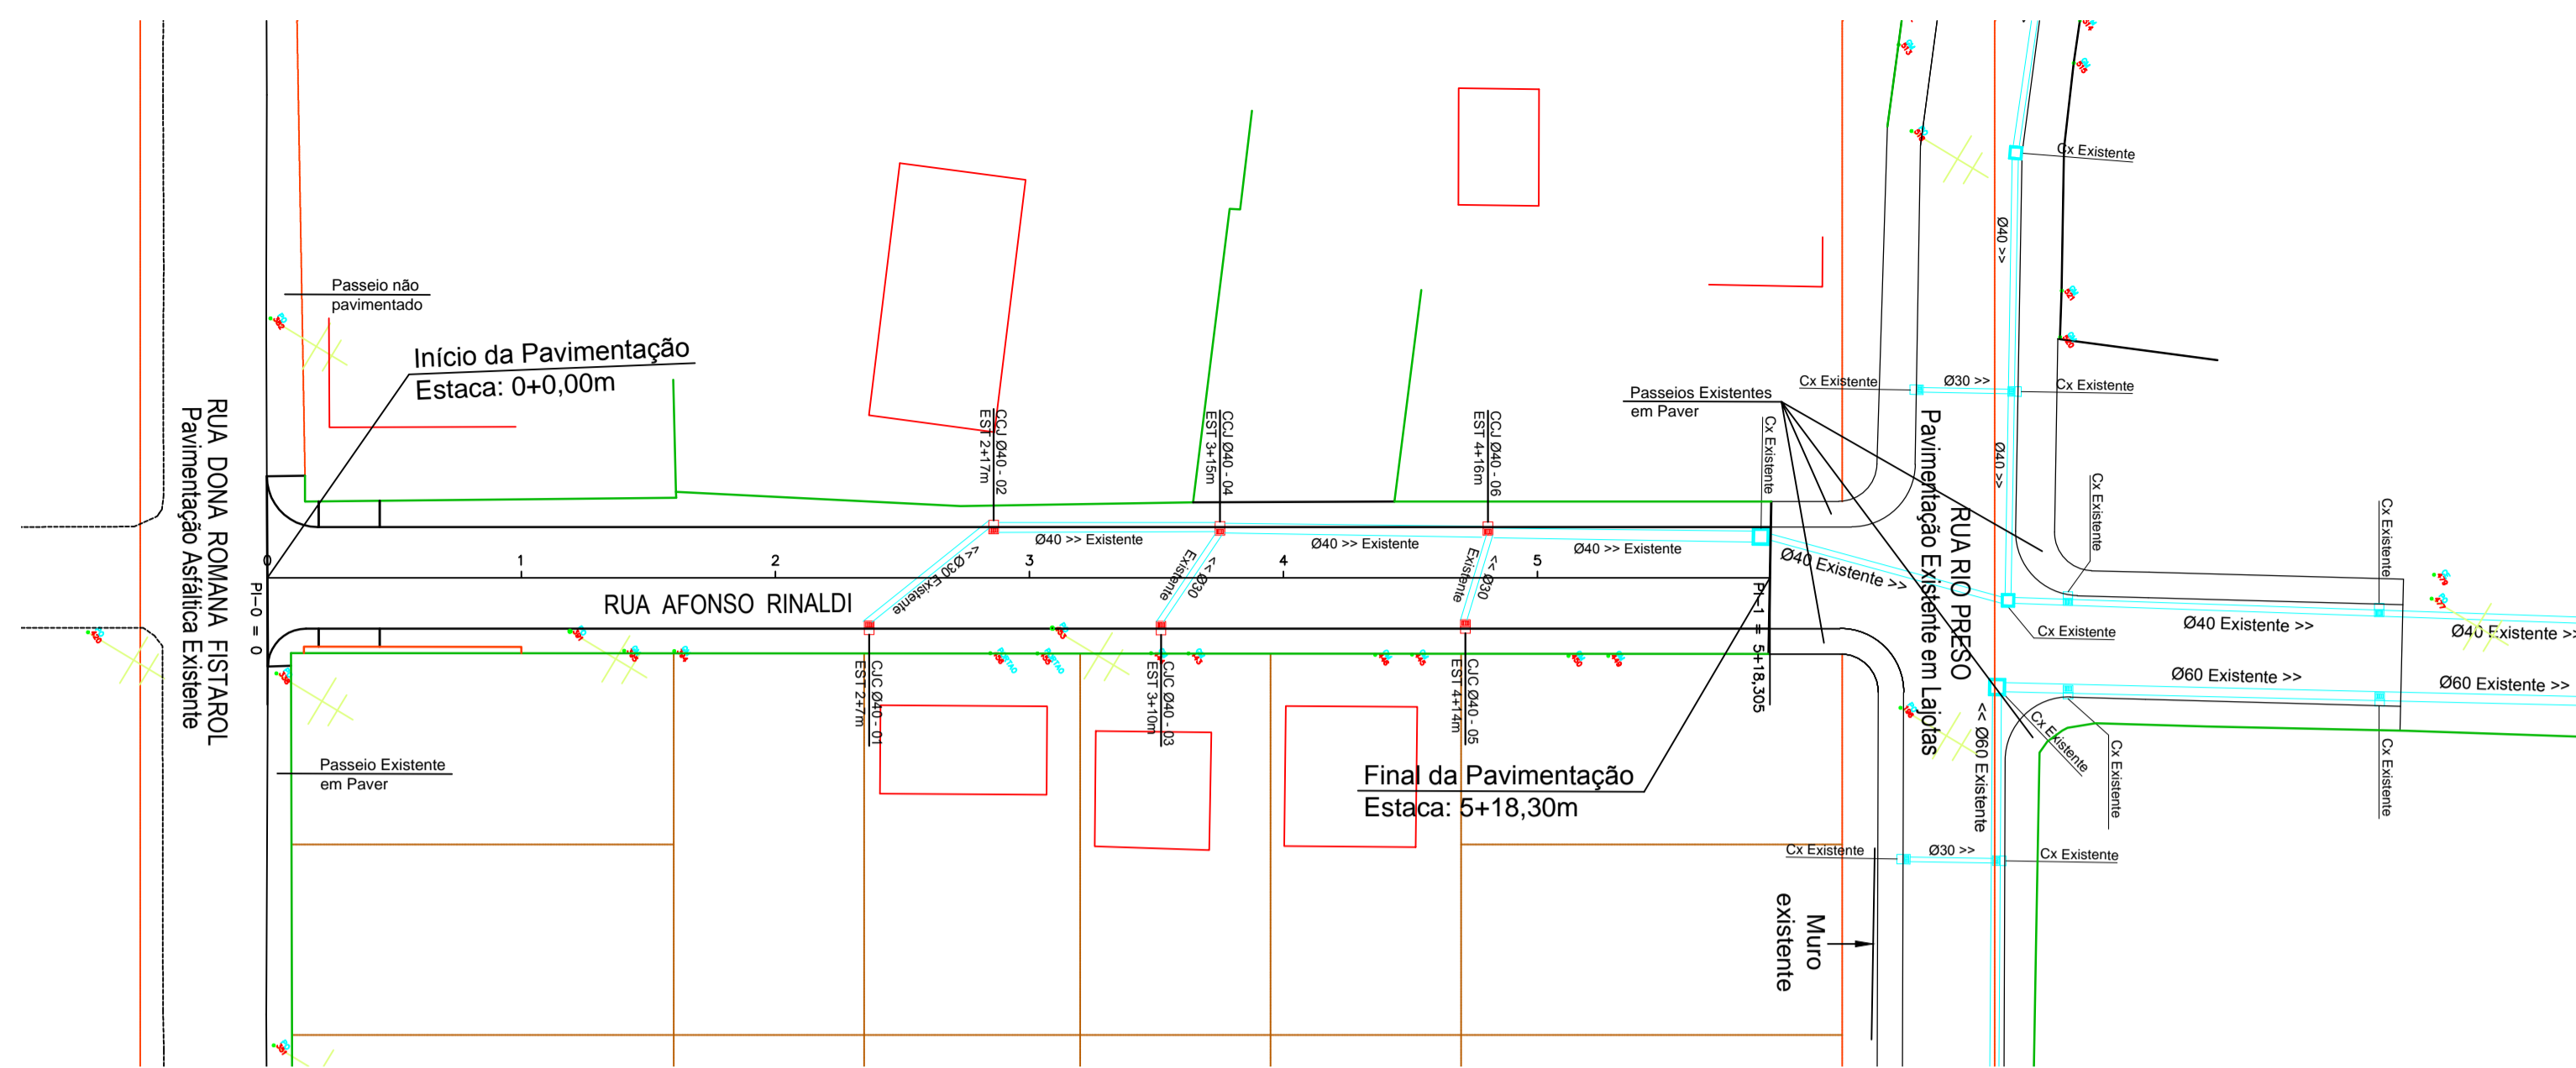 Passeio não
pavimentado
Início da Pavimentação
Estaca: 0+0,00m
RUA DONA ROMANA FISTAROL
Pavimentação Asfáltica Existente
PI-0 = 0
Passeio Existente
em Paver
0
1
2
3
4
5
RUA AFONSO RINALDI
CCJ Ø40 - 02
EST 2+17m
CCJ Ø40 - 04
EST 3+15m
CCJ Ø40 - 06
EST 4+16m
Cx Existente
Ø40 >> Existente
Ø40 >> Existente
Ø40 >> Existente
<< Ø30 Existente
<< Ø30
Existente
<< Ø30
Existente
CJC Ø40 - 01
EST 2+7m
CJC Ø40 - 03
EST 3+10m
CJC Ø40 - 05
EST 4+14m
Final da Pavimentação
Estaca: 5+18,30m
PI-1 = 5+18,305
Passeios Existentes
em Paver
Ø40 Existente >>
RUA RIO PRESO
Pavimentação Existente em Lajotas
Cx Existente
Ø30 >>
Cx Existente
Cx Existente
Ø40 >>
Ø40 >>
Cx Existente
Cx Existente
Cx Existente
Ø40 Existente >>
Ø40 Existente >>
Ø60 Existente >>
Ø60 Existente >>
<< Ø60 Existente
Cx Existente
Cx Existente
Cx Existente
Cx Existente
Ø30 >>
Cx Existente
Muro
existente